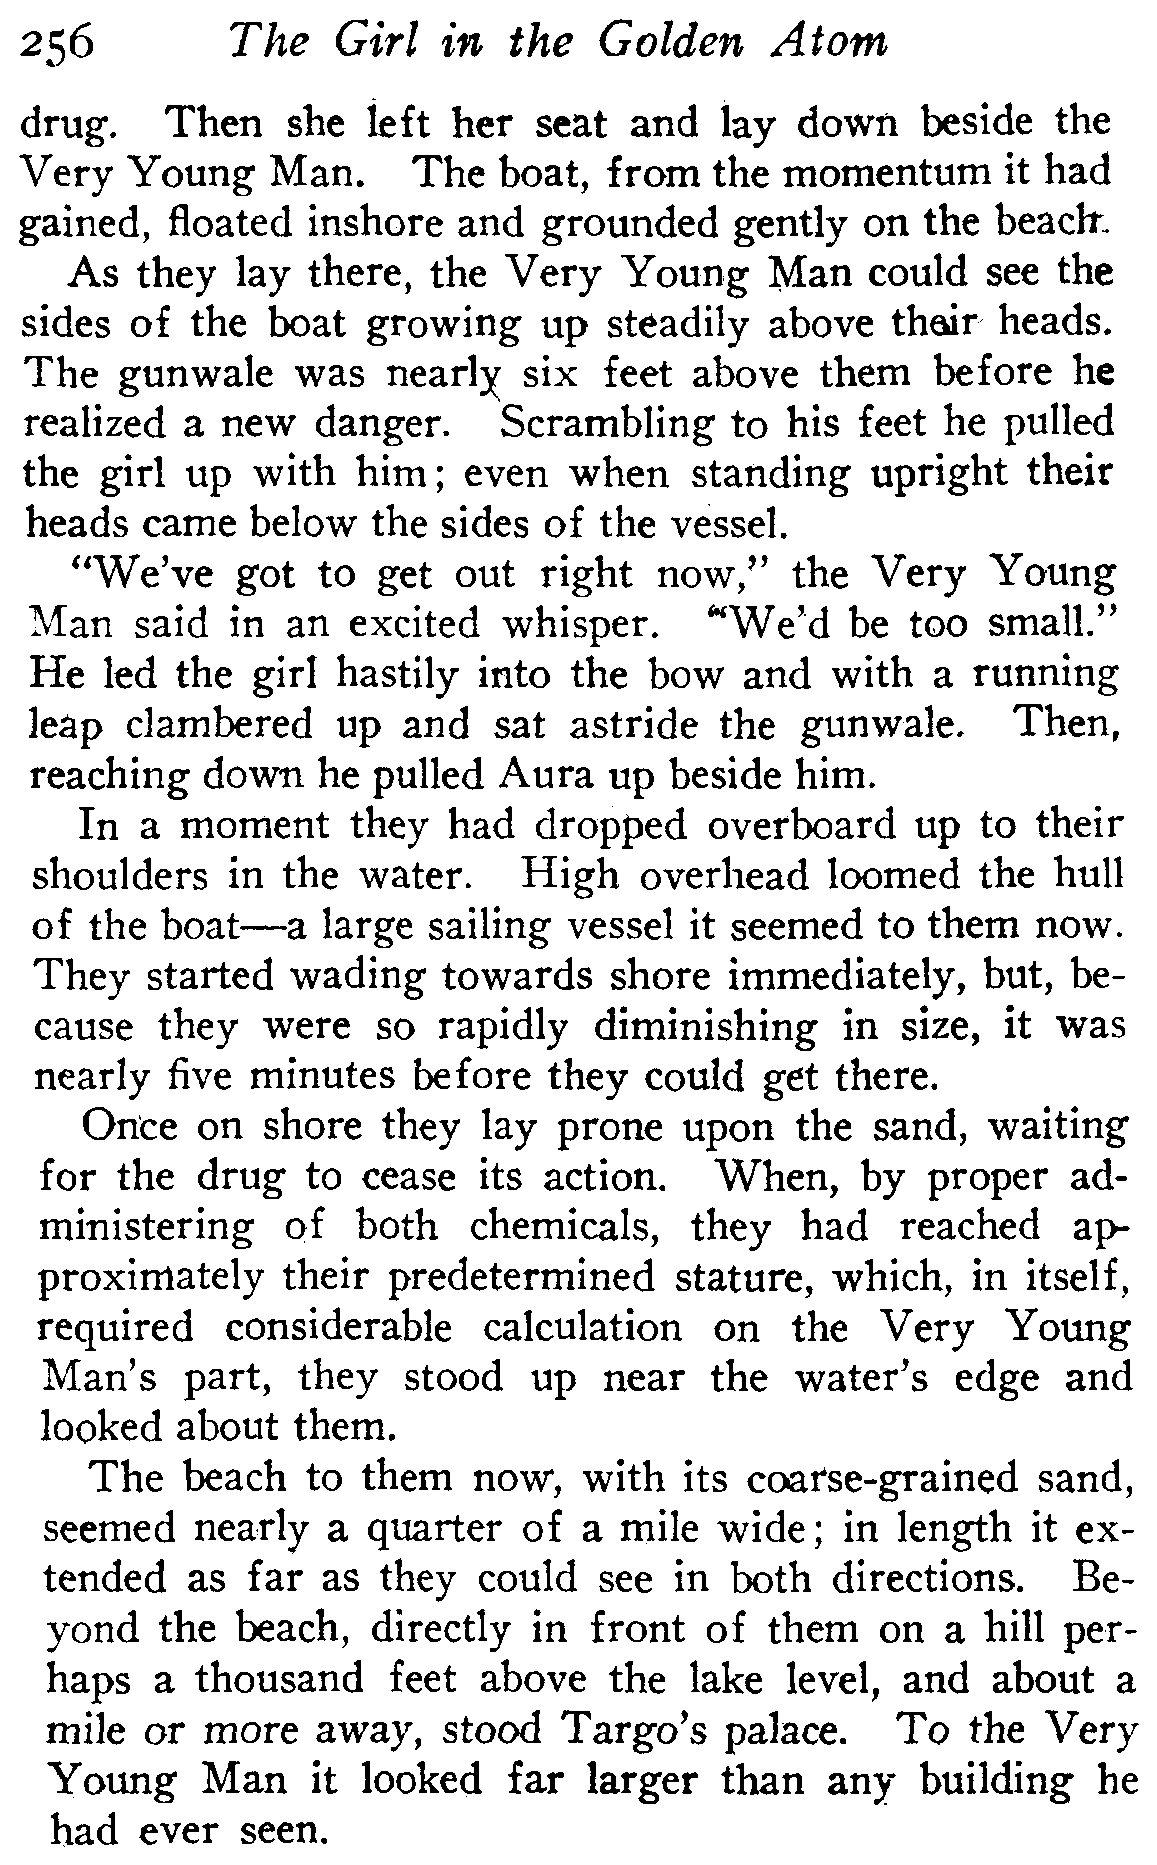 256 The Girl in the Golden Atom
drug. Then she left her seat and lay down beside the
Very Young Man. The boat, from the momentum it had
gained, floated inshore and grounded gently on the beach.
As they lay there, the Very Young Man could see the
sides of the boat growing up steadily above their heads.
The gunwale was nearly six feet above them before he
realized a new danger. Scrambling to his feet he pulled
the girl up with him; even when standing upright their
heads came below the sides of the vessel.
"We've got to get out right now," the Very Young
Man said in an excited whisper. "We'd be too small."
He led the girl hastily into the bow and with a running
leap clambered up and sat astride the gunwale. Then,
reaching down he pulled Aura up beside him.
In a moment they had dropped overboard up to their
shoulders in the water. High overhead loomed the hull
of the boat—a large sailing vessel it seemed to them now.
They started wading towards shore immediately, but, be-
cause they were so rapidly diminishing in size, it was
nearly five minutes before they could get there.
Once on shore they lay prone upon the sand, waiting
for the drug to cease its action. When, by proper ad-
ministering of both chemicals, they had reached ap-
proximately their predetermined stature, which, in itself,
required considerable calculation on the Very Young
Man's part, they stood up near the water's edge and
looked about them.
The beach to them now, with its coarse-grained sand,
seemed nearly a quarter of a mile wide; in length it ex-
tended as far as they could see in both directions. Be-
yond the beach, directly in front of them on a hill per-
haps a thousand feet above the lake level, and about a
mile or more away, stood Targo's palace. To the Very
Young Man it looked far larger than any building he
had ever seen.